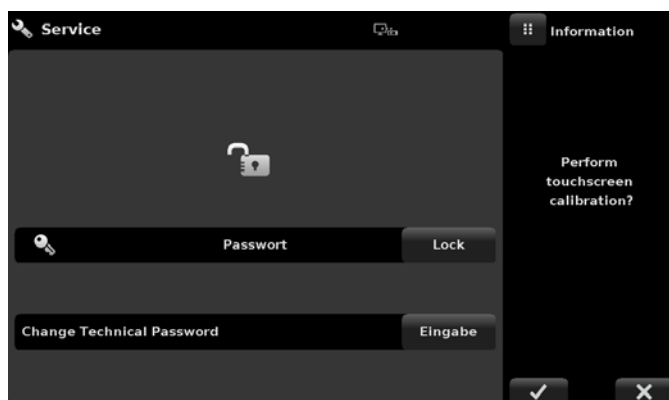 Service
Information
Perform
touchscreen
calibration?
Passwort
Lock
Change Technical Password
Eingabe